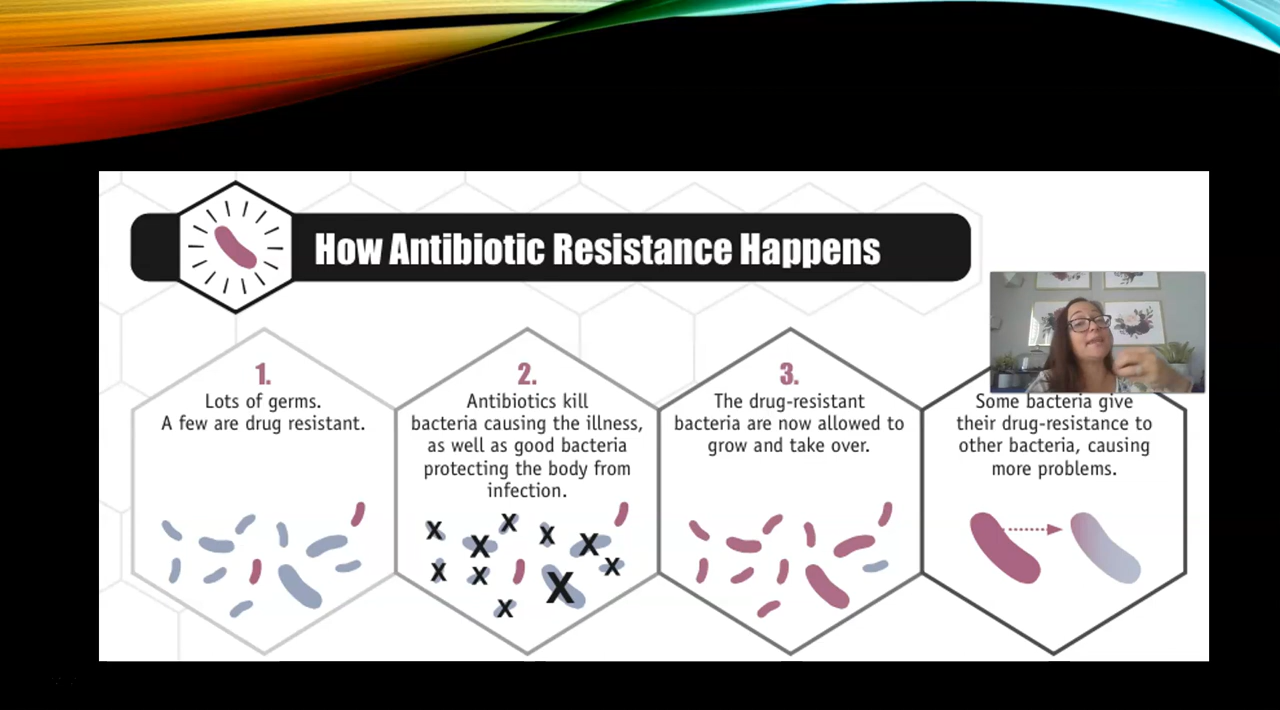 How Antibiotic Resistance Happens
1.
Lots of germs.
A few are drug resistant.
2.
Antibiotics kill
bacteria causing the illness,
as well as good bacteria
protecting the body from
infection.
X X X X X X X X X X X
3.
The drug-resistant
bacteria are now allowed to
grow and take over.
Some bacteria give
their drug-resistance to
other bacteria, causing
more problems.